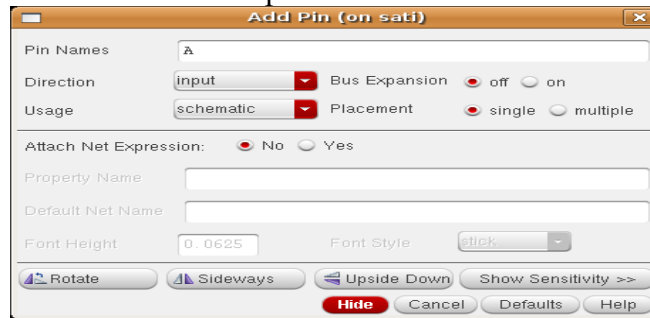 Add Pin (on sati)
Pin Names A
Direction input Bus Expansion off on
Usage schematic Placement single multiple
Attach Net Expression: No Yes
Property Name
Default Net Name
Font Height 0.0625 Font Style stick
Rotate Sideways Upside Down Show Sensitivity >>
Hide Cancel Defaults Help